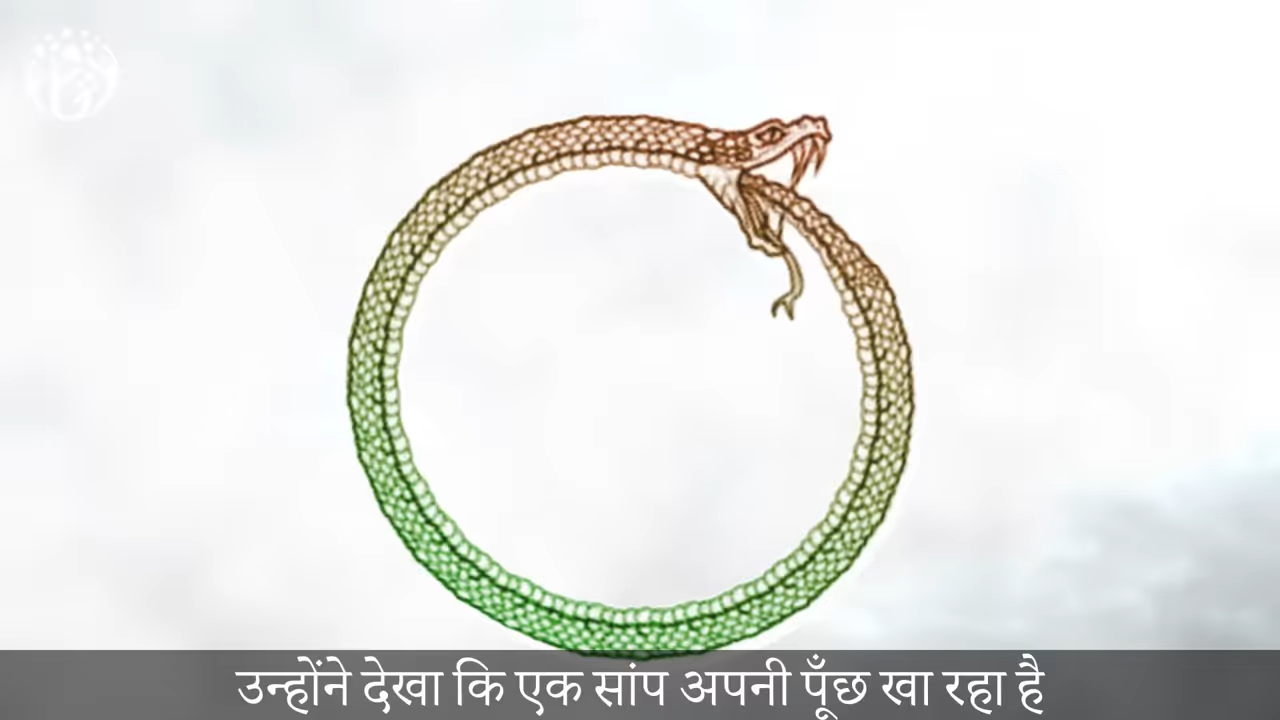 उन्होंने देखा कि एक सांप अपनी पूँछ खा रहा है